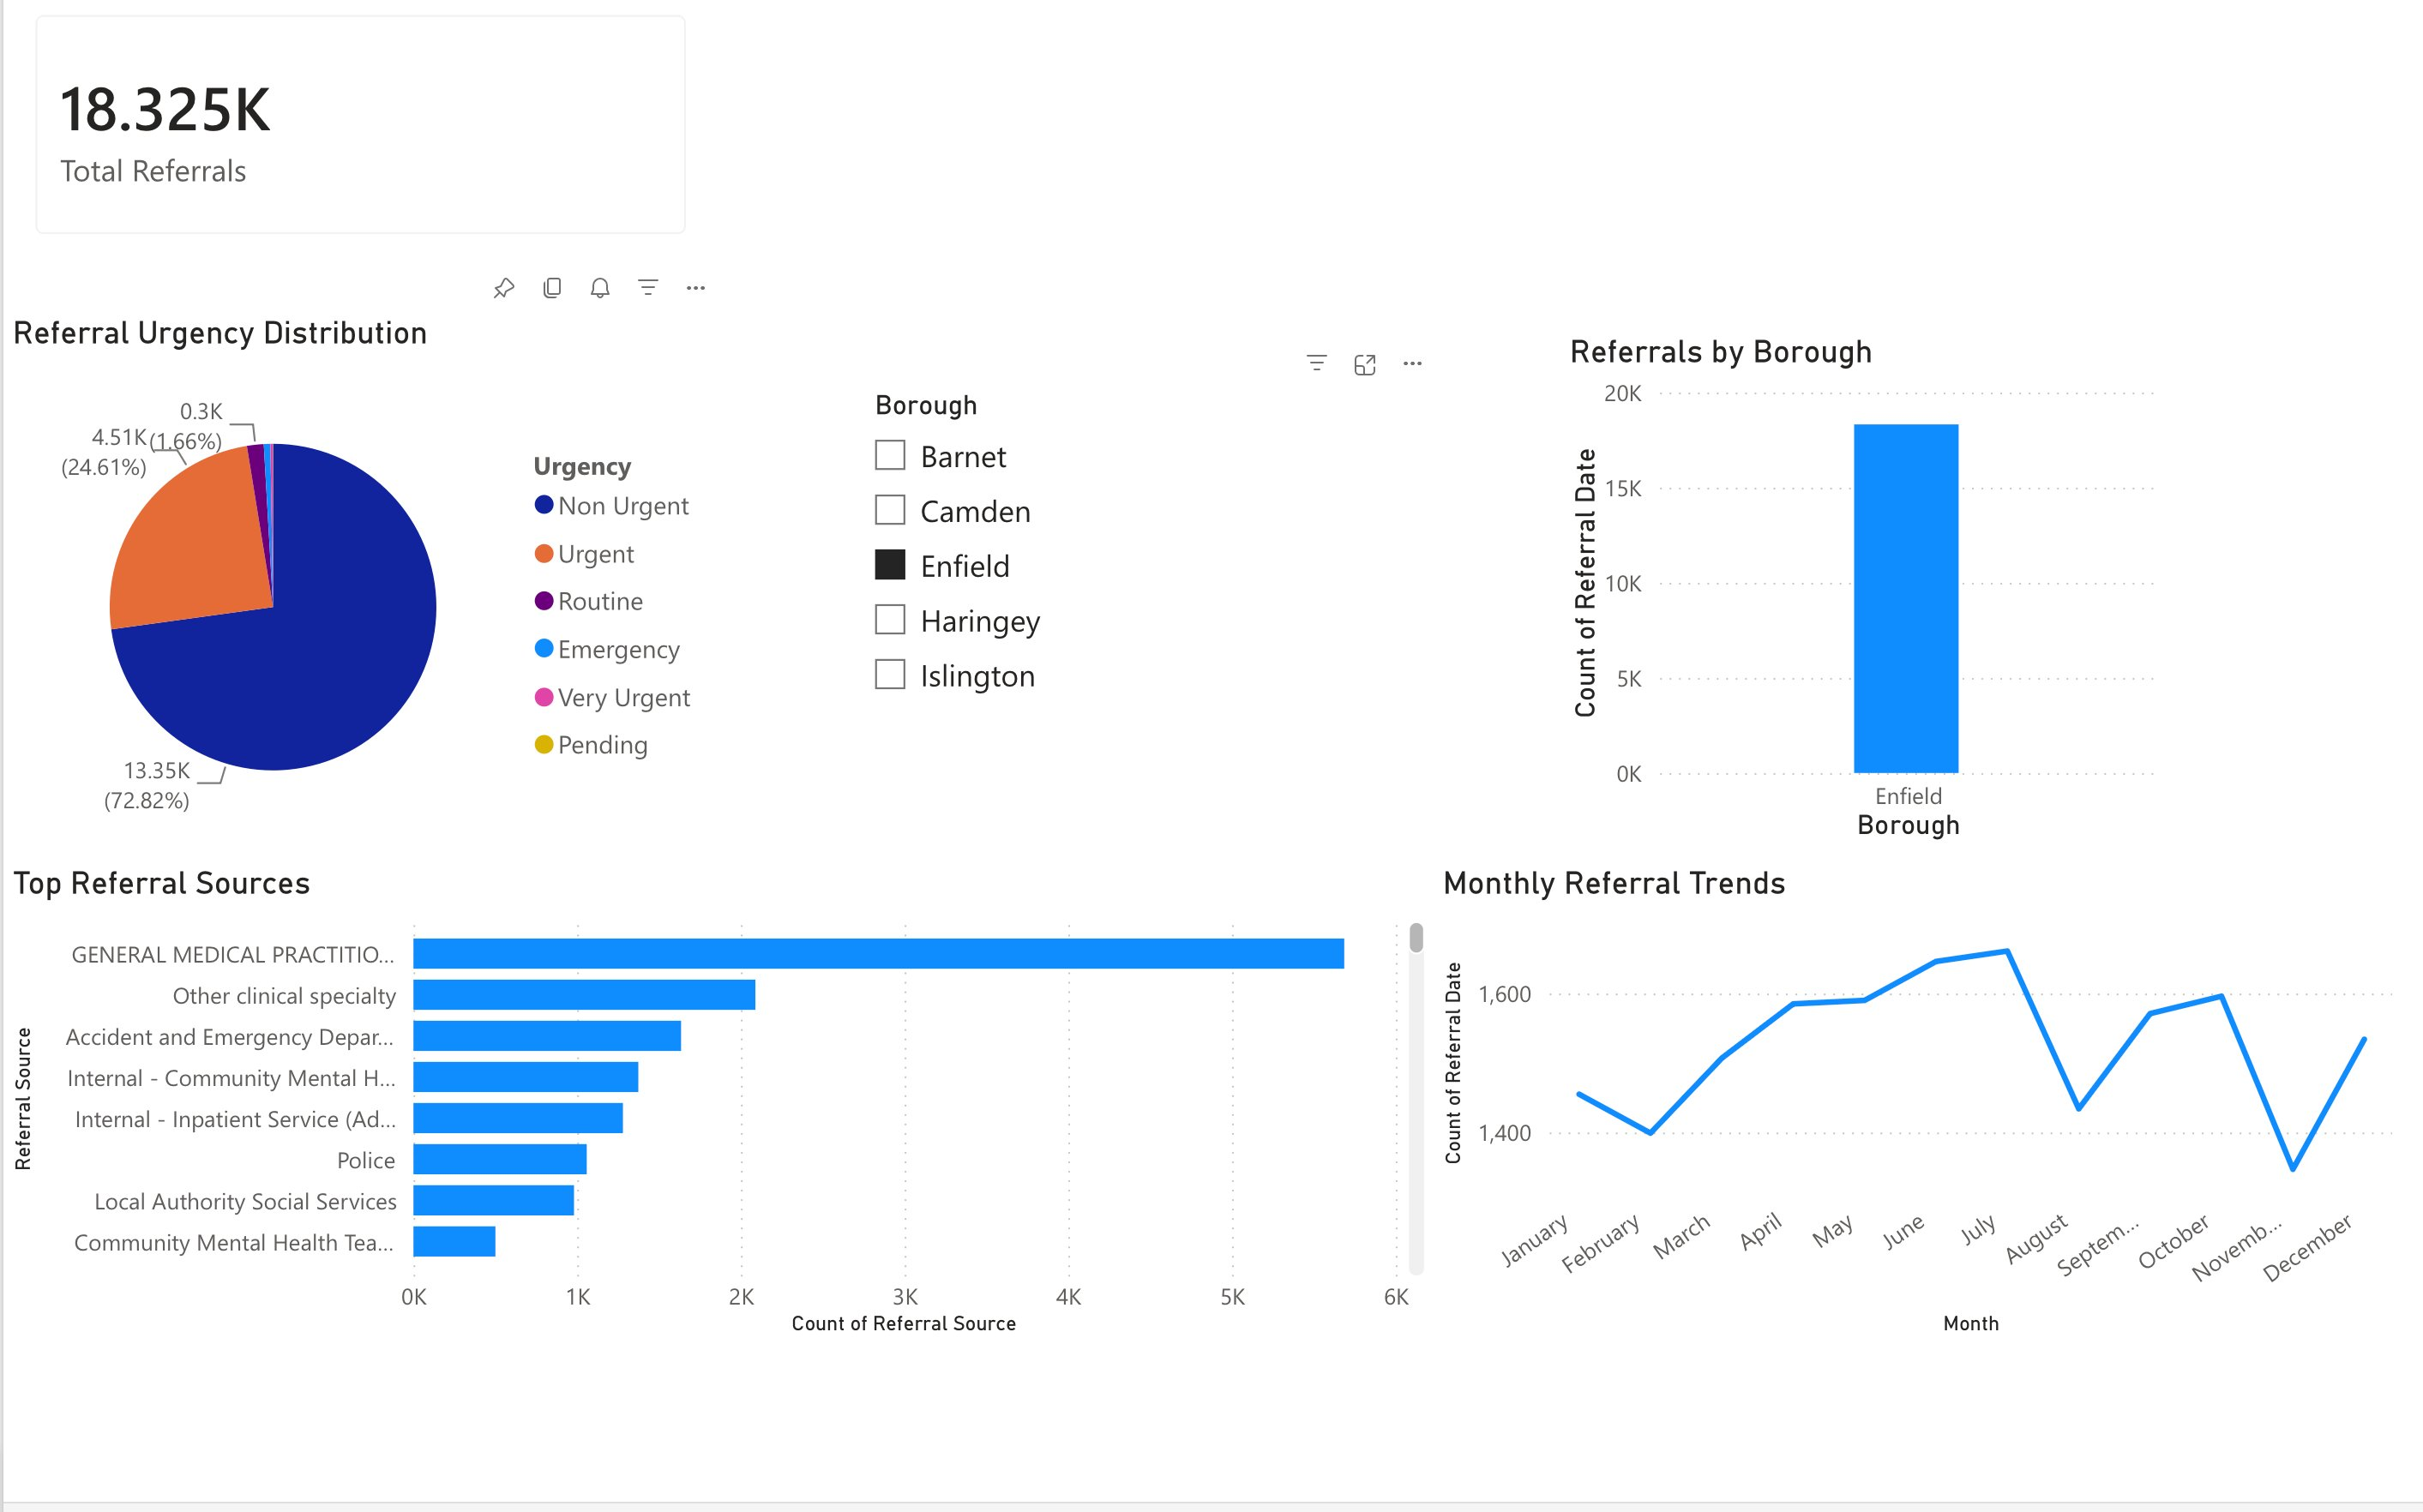 18.325K
Total Referrals
Referral Urgency Distribution
0.3K
(1.66%)
4.51K
(24.61%)
13.35K
(72.82%)
Urgency
Non Urgent
Urgent
Routine
Emergency
Very Urgent
Pending
Borough
Barnet
Camden
Enfield
Haringey
Islington
Referrals by Borough
Count of Referral Date
20K
15K
10K
5K
0K
Enfield
Borough
Top Referral Sources
Referral Source
GENERAL MEDICAL PRACTITIO...
Other clinical specialty
Accident and Emergency Depar...
Internal - Community Mental H...
Internal - Inpatient Service (Ad...
Police
Local Authority Social Services
Community Mental Health Tea...
0K 1K 2K 3K 4K 5K 6K
Count of Referral Source
Monthly Referral Trends
Count of Referral Date
1,600
1,400
January February March April May June July August Septem... October Novemb... December
Month